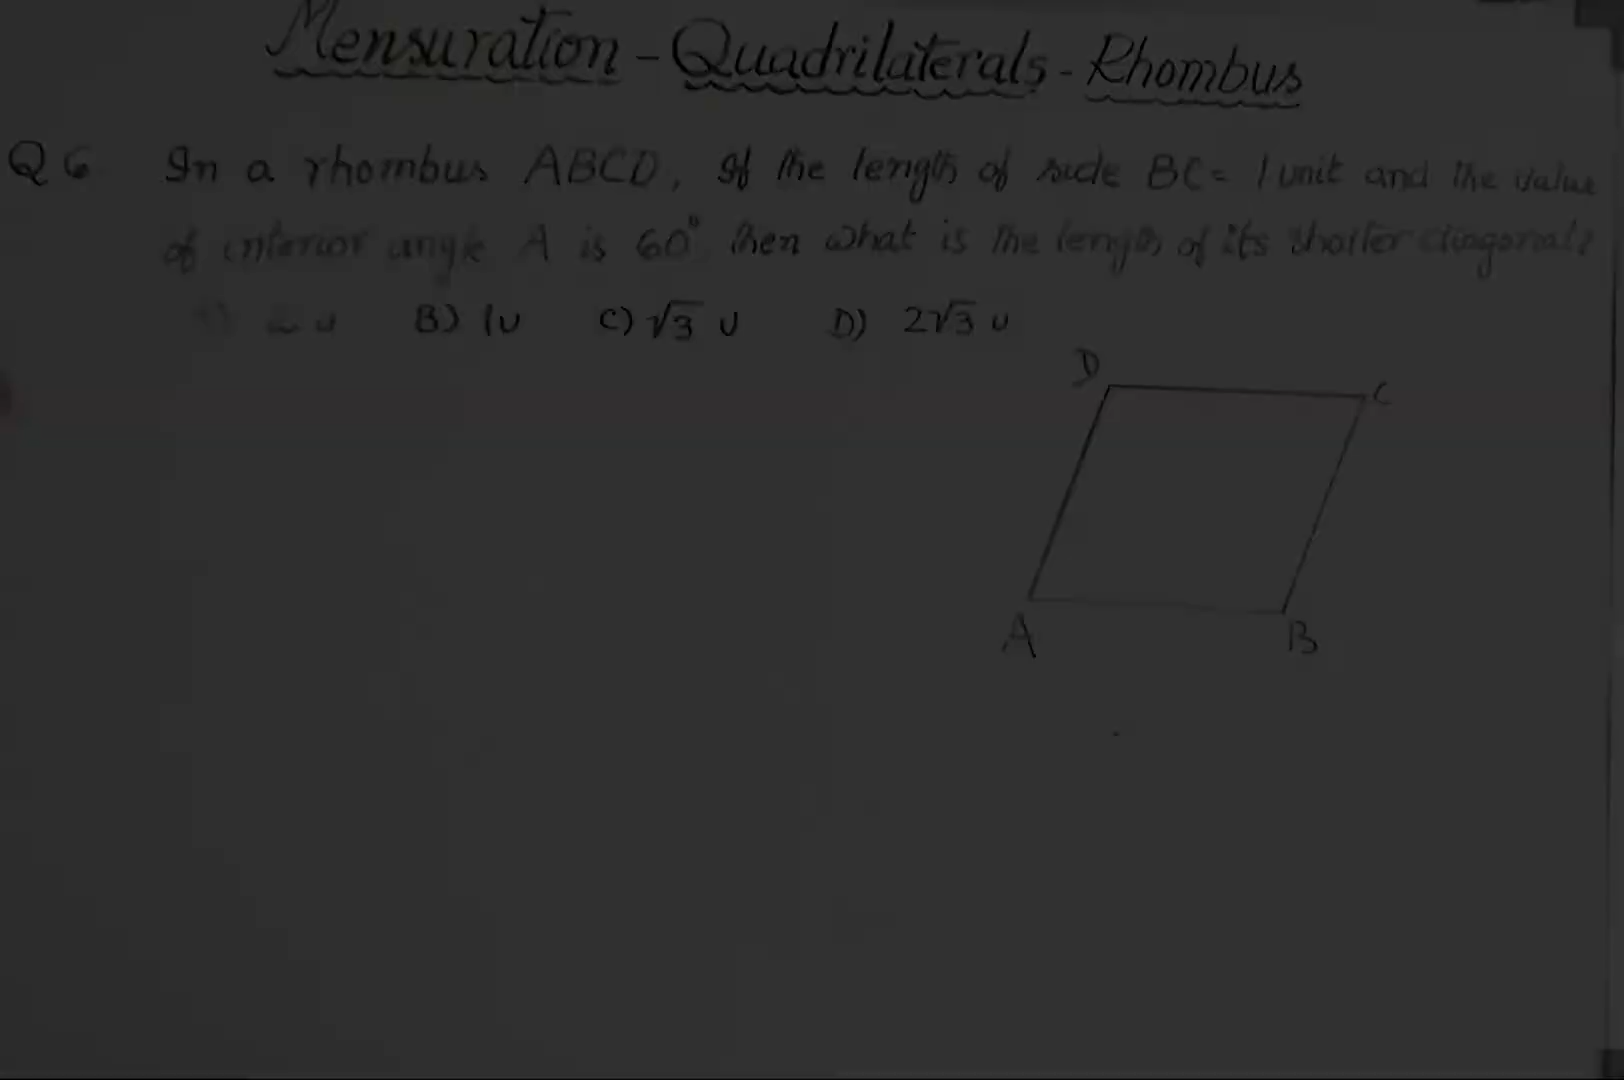 Mensuration - Quadrilaterals - Rhombus
Q6 In a rhombus ABCD, If the length of side BC = 1 unit and the value
of interior angle A is 60° then what is the length of its shorter diagonal?
B) 1U C) √3 U D) 2√3 U
D
C
A
B